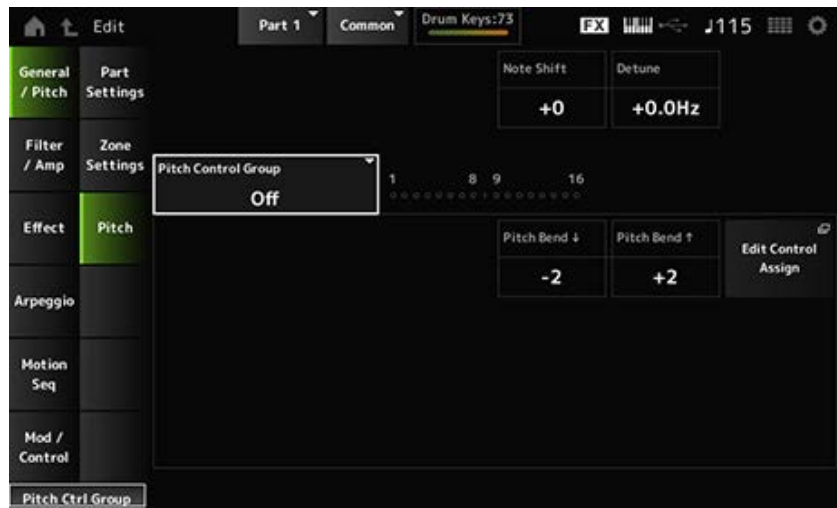 Edit
Part 1
Common
Drum Keys:73
FX
♩115
General
/ Pitch
Part
Settings
Note Shift
Detune
+0
+0.0Hz
Filter
/ Amp
Zone
Settings
Pitch Control Group
Off
1 8 9 16
Effect
Pitch
Pitch Bend ↓
Pitch Bend ↑
-2
+2
Edit Control
Assign
Arpeggio
Motion
Seq
Mod /
Control
Pitch Ctrl Group